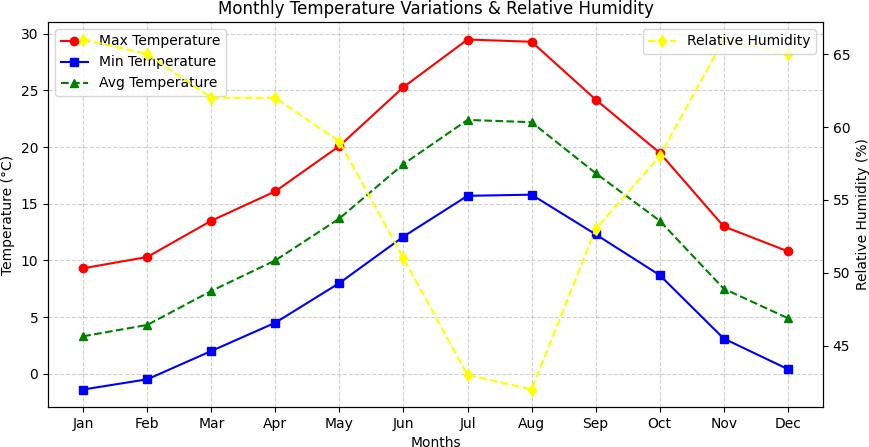 Monthly Temperature Variations & Relative Humidity
Max Temperature
Min Temperature
Avg Temperature
Relative Humidity
30
25
20
15
10
5
0
65
60
55
50
45
Temperature (°C)
Relative Humidity (%)
Jan Feb Mar Apr May Jun Jul Aug Sep Oct Nov Dec
Months